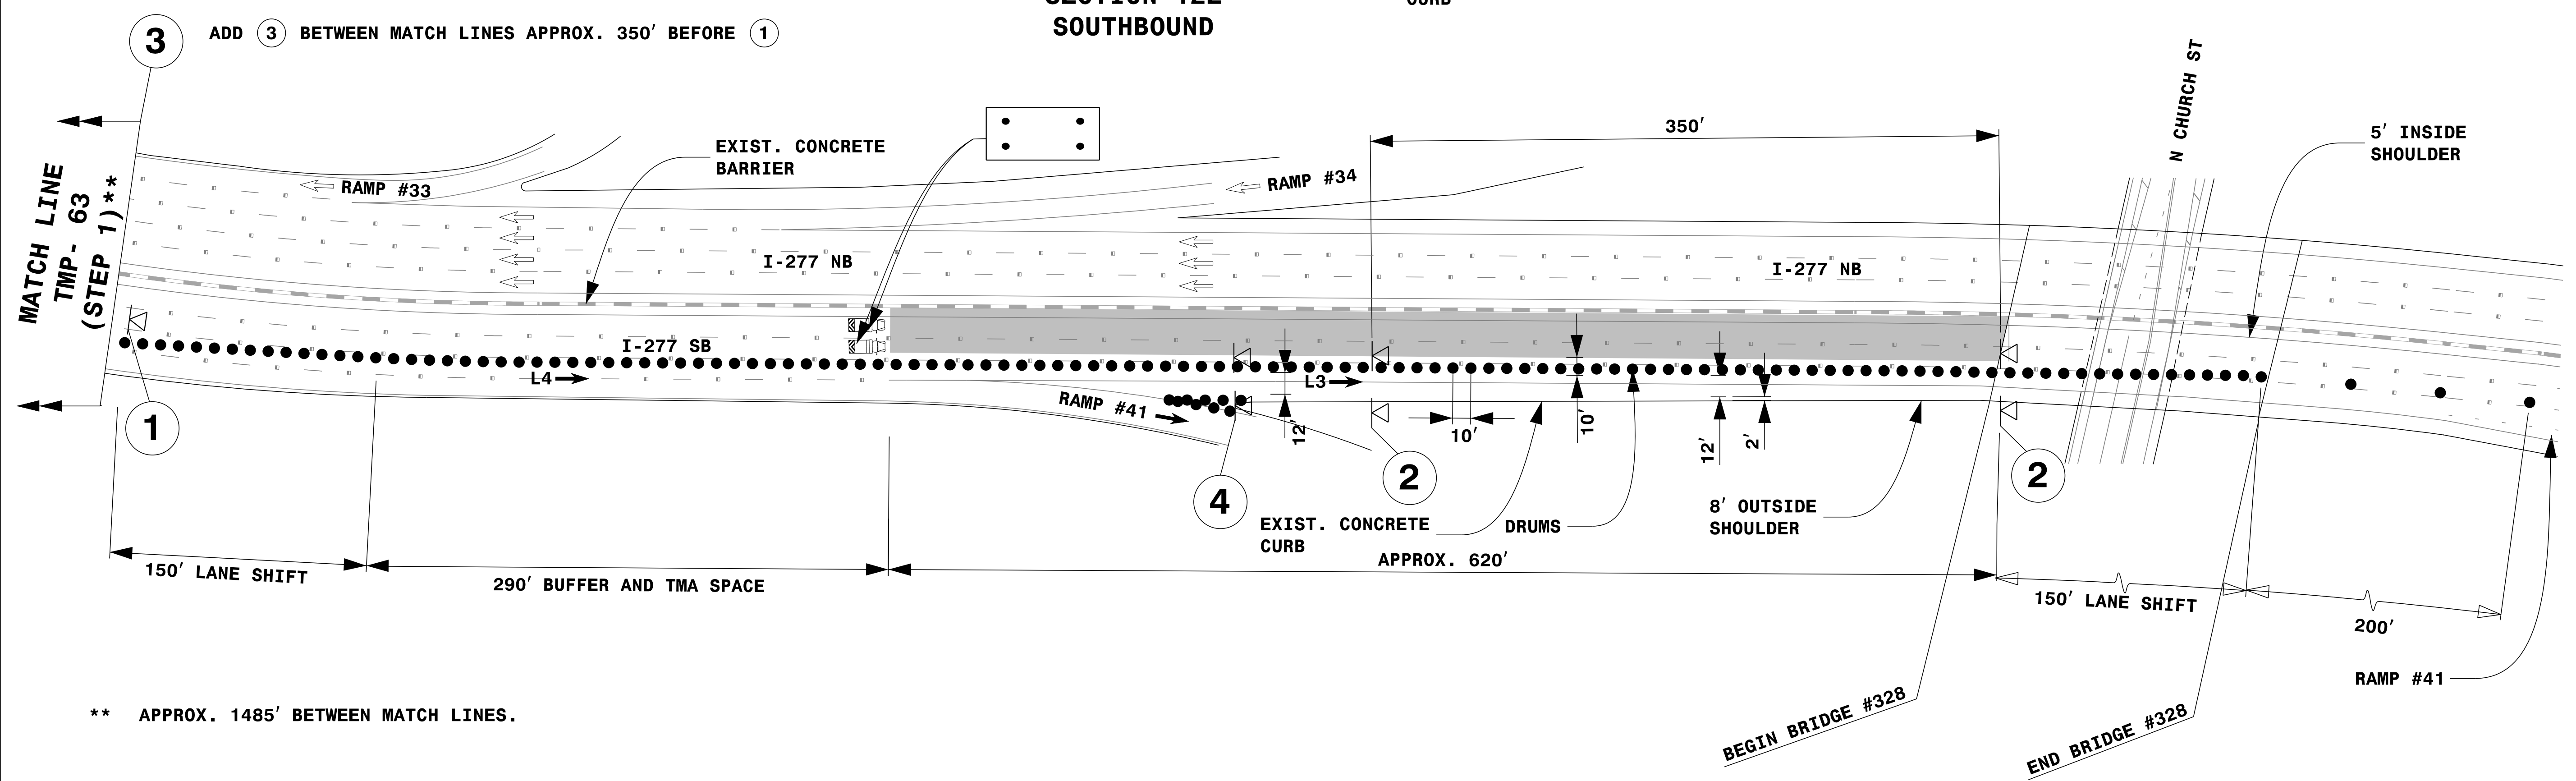 SECTION 42E
SOUTHBOUND
CURB
3
ADD 3 BETWEEN MATCH LINES APPROX. 350' BEFORE 1
N CHURCH ST
350'
5' INSIDE
SHOULDER
EXIST. CONCRETE
BARRIER
RAMP #33
RAMP #34
MATCH LINE
TMP- 63
(STEP 1)**
I-277 NB
I-277 NB
I-277 SB
L4
L3
RAMP #41
1
12'
10'
10'
12'
2'
2
2
4
EXIST. CONCRETE
CURB
DRUMS
8' OUTSIDE
SHOULDER
150' LANE SHIFT
290' BUFFER AND TMA SPACE
APPROX. 620'
150' LANE SHIFT
200'
RAMP #41
BEGIN BRIDGE #328
END BRIDGE #328
** APPROX. 1485' BETWEEN MATCH LINES.